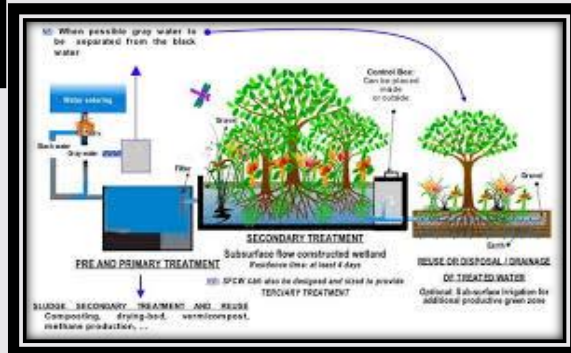 NB: When possible gray water to
be separated from the black
water
Water entering
Black water
Gray water
Filter
Gravel
Control Box:
Can be placed
inside
or outside
Gravel
Earth
PRE AND PRIMARY TREATMENT
SECONDARY TREATMENT
Subsurface flow constructed wetland
Residence time: at least 4 days
NB: SFCW can also be designed and sized to provide
TERCIARY TREATMENT
REUSE OR DISPOSAL / DRAINAGE
OF TREATED WATER
Optional: Sub-surface irrigation for
additional productive green zone
SLUDGE SECONDARY TREATMENT AND REUSE
Composting, drying-bed, vermicompost,
methane production, ...